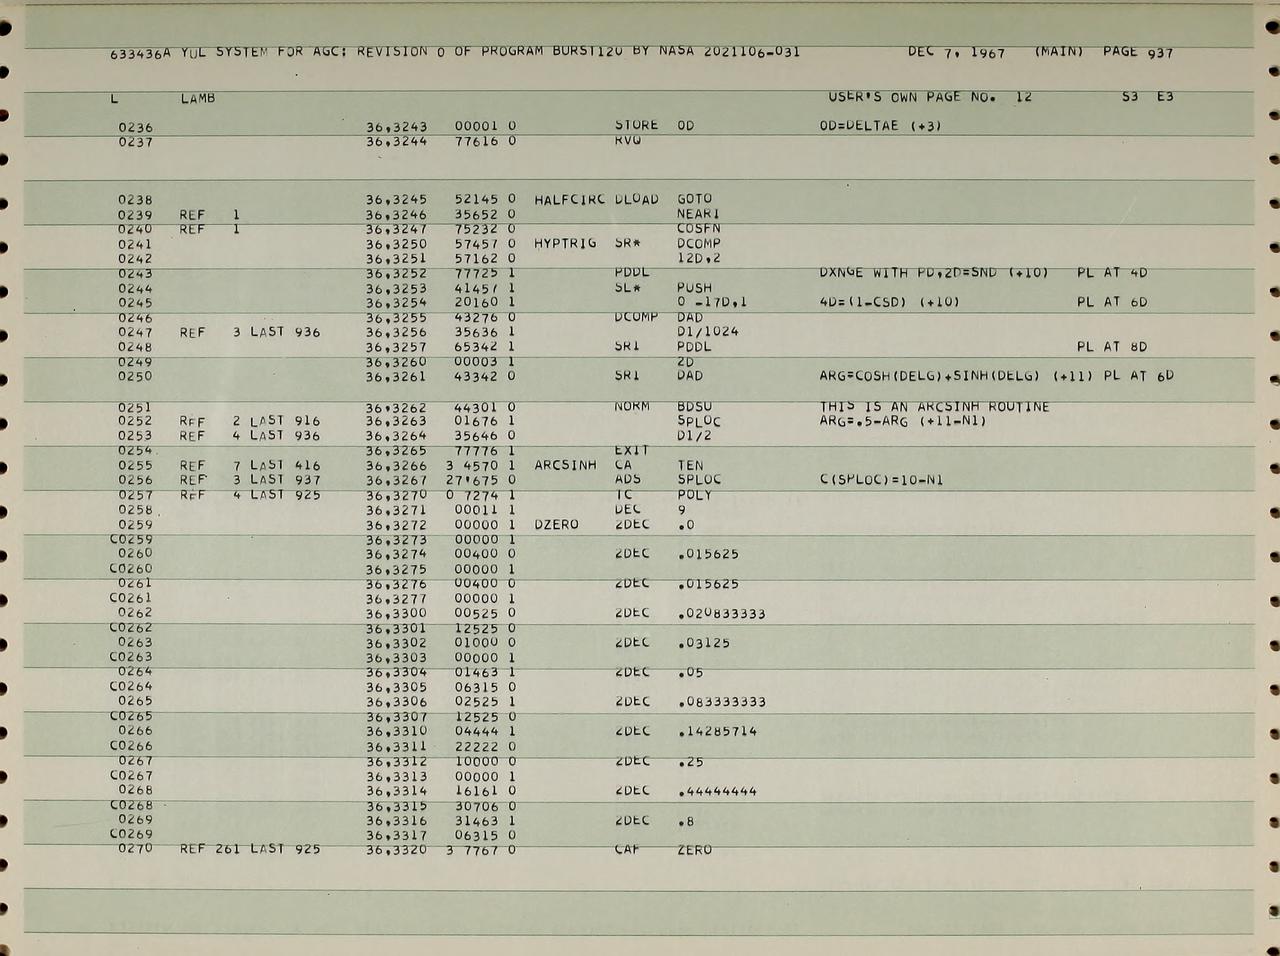 633436A YUL SYSTEM FOR AGC: REVISION 0 OF PROGRAM BURST120 BY NASA 2021106-031 DEC 7, 1967 (MAIN) PAGE 937
L LAMB USER'S OWN PAGE NO. 12 S3 E3
0236 36,3243 00001 0 STORE 0D 0D=DELTAE (+3)
0237 36,3244 77616 0 RVQ
0238 36,3245 52145 0 HALFCIRC DLOAD GOTO
0239 REF 1 36,3246 35652 0 NEAR1
0240 REF 1 36,3247 75232 0 COSFN
0241 36,3250 57457 0 HYPTRIG SR* DCOMP
0242 36,3251 57162 0 12D,2
0243 36,3252 77725 1 PDDL DXNGE WITH PD,2D=SND (+10) PL AT 4D
0244 36,3253 41457 1 SL* PUSH
0245 36,3254 20160 1 0 -17D,1 4D=(1-CSD) (+10) PL AT 6D
0246 36,3255 43276 0 DCOMP DAD
0247 REF 3 LAST 936 36,3256 35636 1 D1/1024
0248 36,3257 65342 1 SR1 PDDL PL AT 8D
0249 36,3260 00003 1 2D
0250 36,3261 43342 0 SR1 DAD ARG=COSH(DELG)+SINH(DELG) (+11) PL AT 6D
0251 36,3262 44301 0 NORM BDSU THIS IS AN ARCSINH ROUTINE
0252 REF 2 LAST 916 36,3263 01676 1 SPLOC ARG=.5-ARG (+11-N1)
0253 REF 4 LAST 936 36,3264 35646 0 D1/2
0254 36,3265 77776 1 EXIT
0255 REF 7 LAST 416 36,3266 3 4570 1 ARCSINH CA TEN
0256 REF 3 LAST 937 36,3267 27'675 0 ADS SPLOC C(SPLOC)=10-N1
0257 REF 4 LAST 925 36,3270 0 7274 1 TC POLY
0258 36,3271 00011 1 DEC 9
0259 36,3272 00000 1 DZERO 2DEC .0
C0259 36,3273 00000 1
0260 36,3274 00400 0 2DEC .015625
C0260 36,3275 00000 1
0261 36,3276 00400 0 2DEC .015625
C0261 36,3277 00000 1
0262 36,3300 00525 0 2DEC .020833333
C0262 36,3301 12525 0
0263 36,3302 01000 0 2DEC .03125
C0263 36,3303 00000 1
0264 36,3304 01463 1 2DEC .05
C0264 36,3305 06315 0
0265 36,3306 02525 1 2DEC .083333333
C0265 36,3307 12525 0
0266 36,3310 04444 1 2DEC .14285714
C0266 36,3311 22222 0
0267 36,3312 10000 0 2DEC .25
C0267 36,3313 00000 1
0268 36,3314 16161 0 2DEC .44444444
C0268 36,3315 30706 0
0269 36,3316 31463 1 2DEC .8
C0269 36,3317 06315 0
0270 REF 261 LAST 925 36,3320 3 7767 0 CAF ZERO